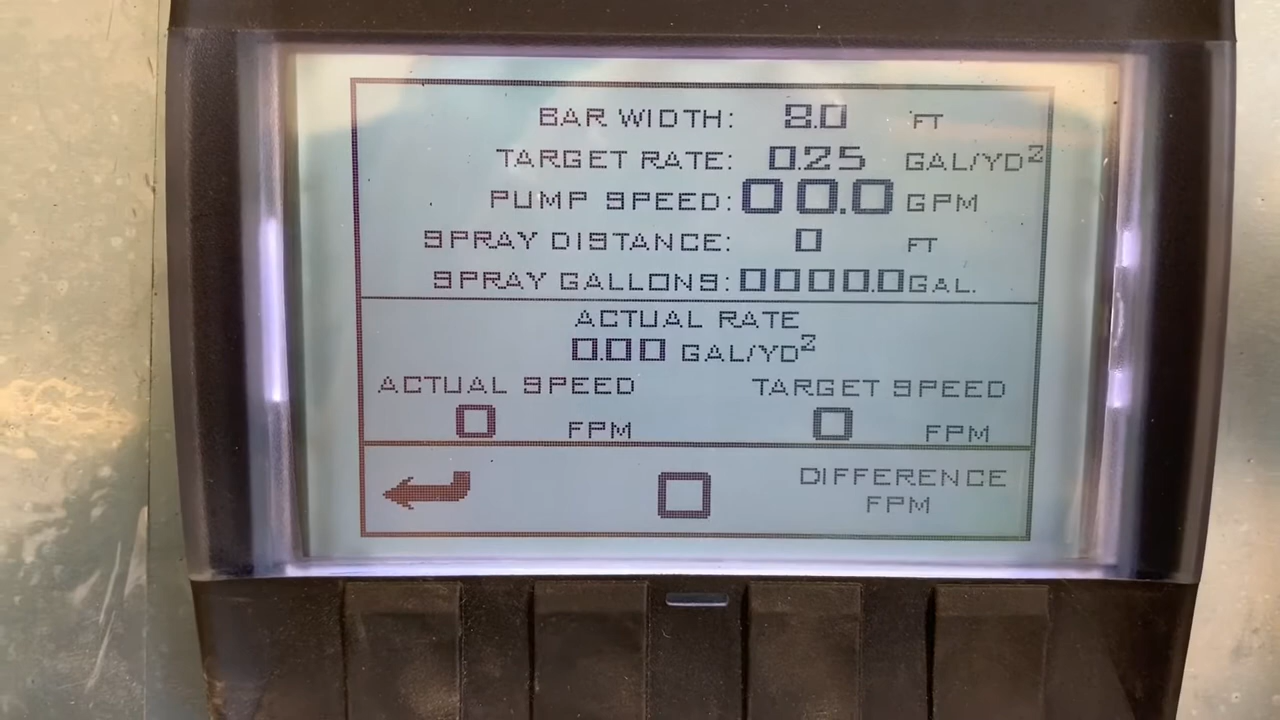 BAR WIDTH: 8.0 FT
TARGET RATE: 0.25 GAL/YD²
PUMP SPEED: 00.0 GPM
SPRAY DISTANCE: 0 FT
SPRAY GALLONS: 0000.0 GAL.
ACTUAL RATE
0.00 GAL/YD²
ACTUAL SPEED TARGET SPEED
0 FPM 0 FPM
0 DIFFERENCE
FPM